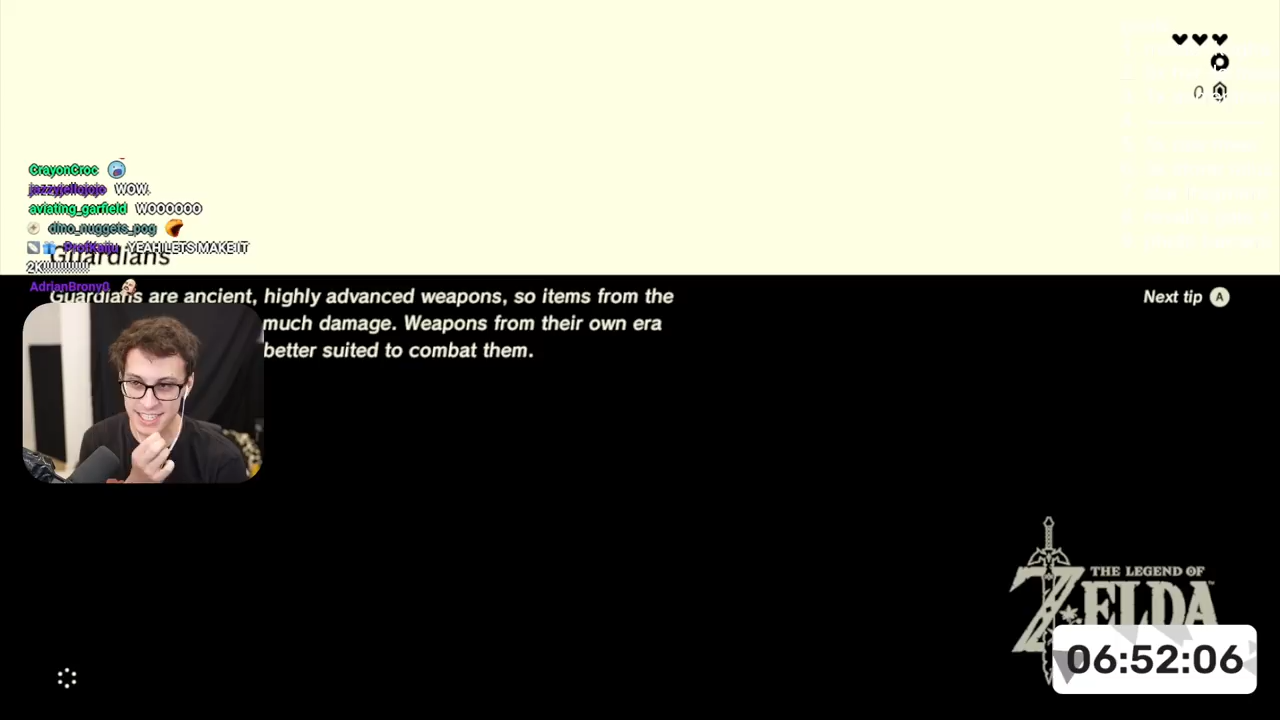 0
CrayonCroc
jazzyjellojojo WOW.
aviating_garfield WOOOOOO
dino_nuggets_pog
ProfKaiju YEAH LETS MAKE IT
2K!!!!!!!!!!!!!
Guardians
AdrianBrony0
Guardians are ancient, highly advanced weapons, so items from the
Next tip A
much damage. Weapons from their own era
better suited to combat them.
THE LEGEND OF
ZELDA
06:52:06